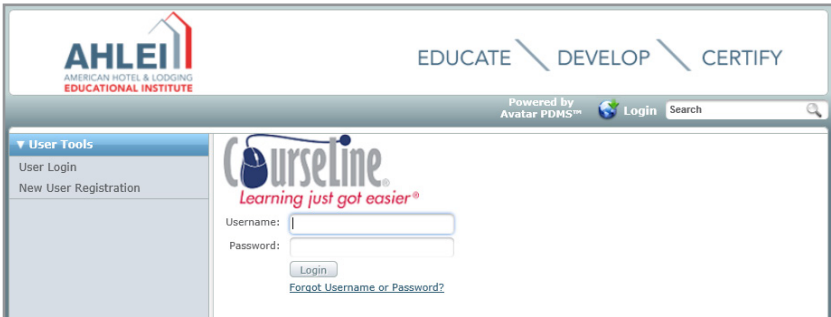 AHLEI
AMERICAN HOTEL & LODGING
EDUCATIONAL INSTITUTE
EDUCATE DEVELOP CERTIFY
Powered by
Avatar PDMS™
Login
Search
▼ User Tools
User Login
New User Registration
CourseLine®
Learning just got easier®
Username:
Password:
Login
Forgot Username or Password?